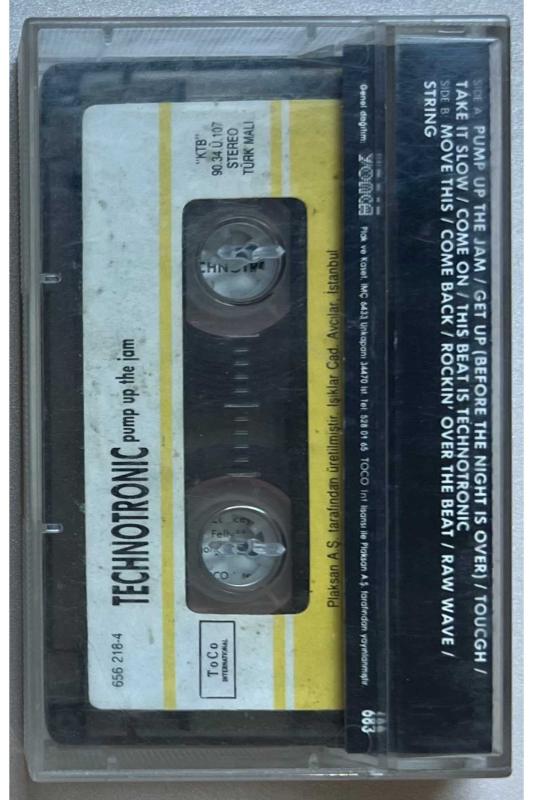 SIDE A: PUMP UP THE JAM / GET UP (BEFORE THE NIGHT IS OVER) / TOUCGH /
TAKE IT SLOW / COME ON / THIS BEAT IS TECHNOTRONIC
SIDE B: MOVE THIS / COME BACK / ROCKIN' OVER THE BEAT / RAW WAVE /
STRING
Genel dağıtım: YONCA Plak ve Kaset, İMÇ 6433 Unkapanı 34470 İst. Tel: 528 01 65 TOCO Int lisansı ile Plaksan A.Ş. tarafından yayınlanmıştır.
683
TECHNOTRONIC pump up the jam
656 218-4
"KTB"
90.34.Ü.107
STEREO
TÜRK MALI
ToCo
INTERNATIONAL
Plaksan A.Ş. tarafından üretilmiştir. Işıklar Cad. Avcılar, İstanbul